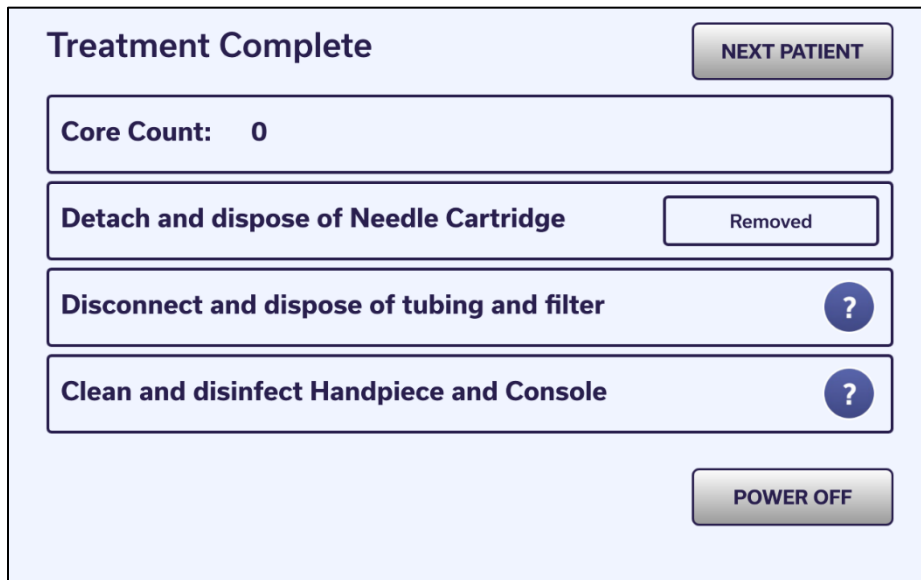 Treatment Complete
NEXT PATIENT
Core Count: 0
Detach and dispose of Needle Cartridge
Removed
Disconnect and dispose of tubing and filter
?
Clean and disinfect Handpiece and Console
?
POWER OFF